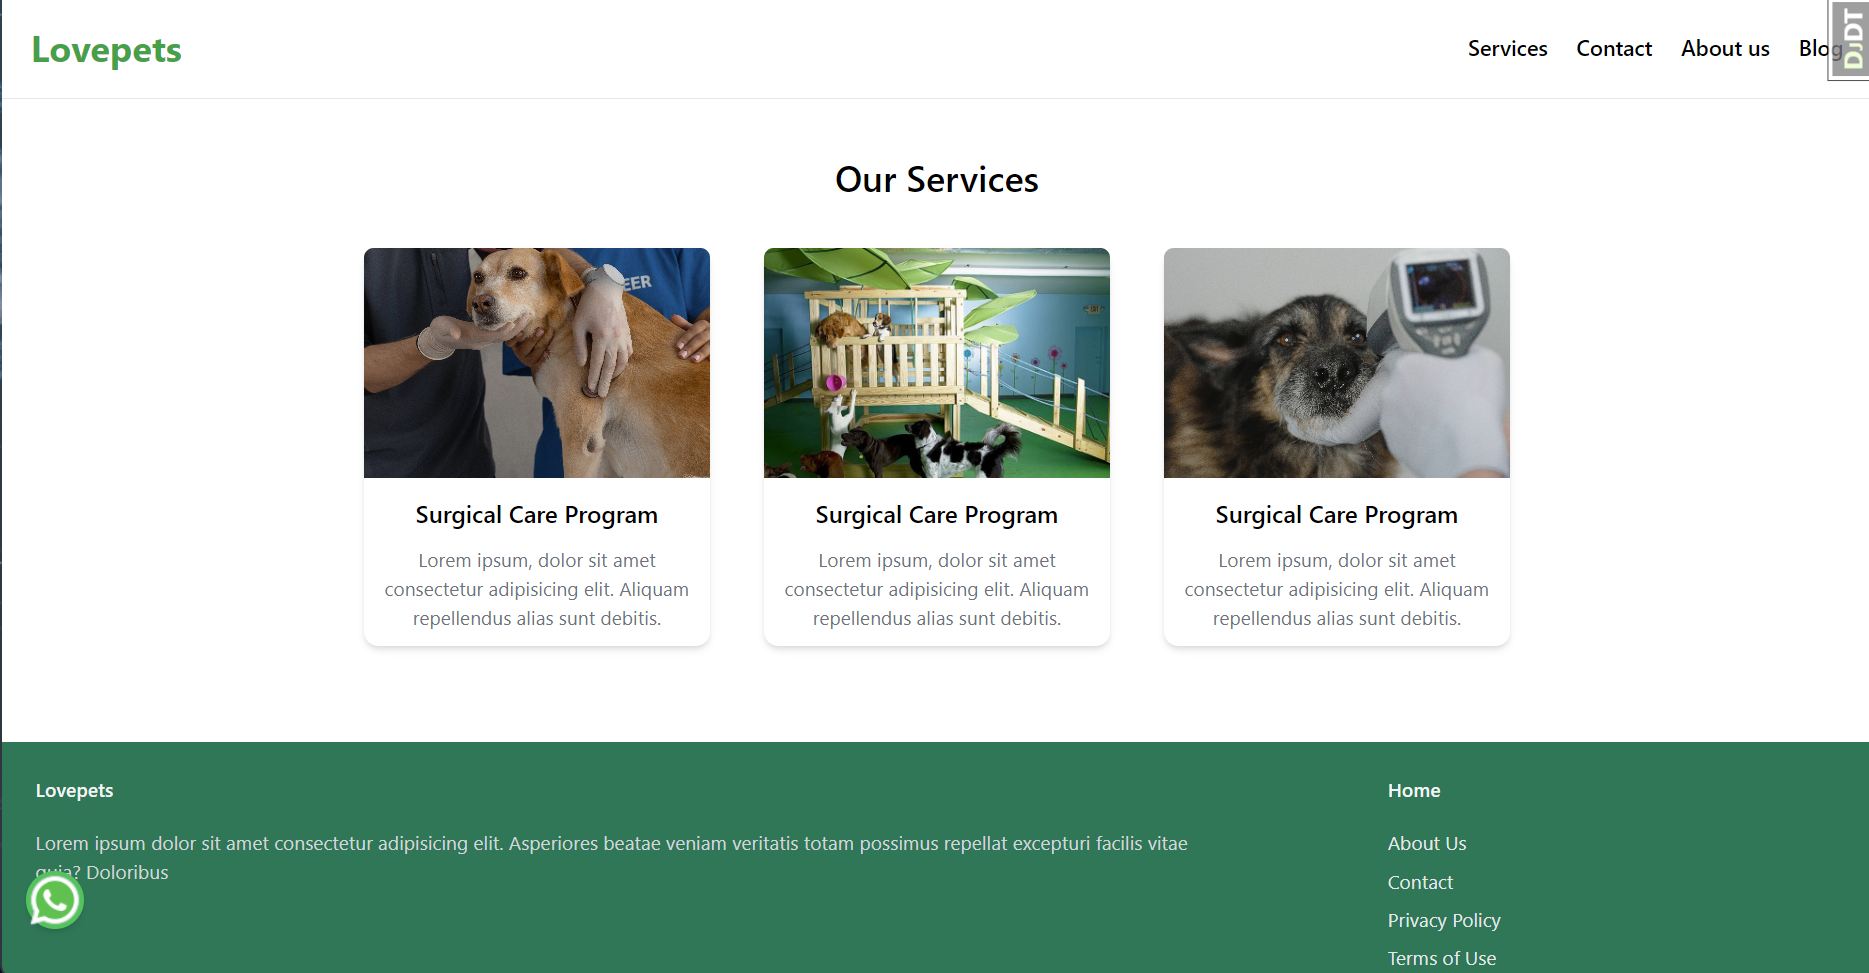 Lovepets
Services Contact About us Blog
DjDT
Our Services
EER
Surgical Care Program
Lorem ipsum, dolor sit amet
consectetur adipisicing elit. Aliquam
repellendus alias sunt debitis.
Surgical Care Program
Lorem ipsum, dolor sit amet
consectetur adipisicing elit. Aliquam
repellendus alias sunt debitis.
Surgical Care Program
Lorem ipsum, dolor sit amet
consectetur adipisicing elit. Aliquam
repellendus alias sunt debitis.
Lovepets
Lorem ipsum dolor sit amet consectetur adipisicing elit. Asperiores beatae veniam veritatis totam possimus repellat excepturi facilis vitae
quia? Doloribus
Home
About Us
Contact
Privacy Policy
Terms of Use